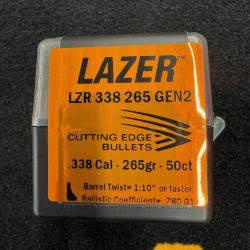 LAZER™
LZR 338 265 GEN2
CUTTING EDGE
BULLETS
.338 Cal - 265gr - 50ct
Barrel Twist= 1:10" or faster
Ballistic Coefficient= .780 G1